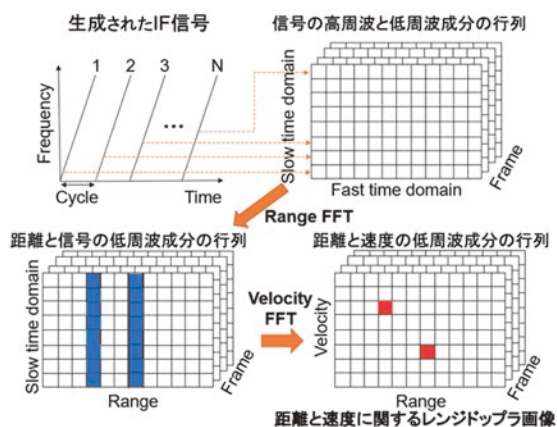 生成されたIF信号
信号の高周波と低周波成分の行列
1 2 3 N
Frequency
Cycle
Time
Slow time domain
Fast time domain
Frame
Range FFT
距離と信号の低周波成分の行列
距離と速度の低周波成分の行列
Slow time domain
Range
Frame
Velocity
FFT
Velocity
Range
Frame
距離と速度に関するレンジドップラ画像